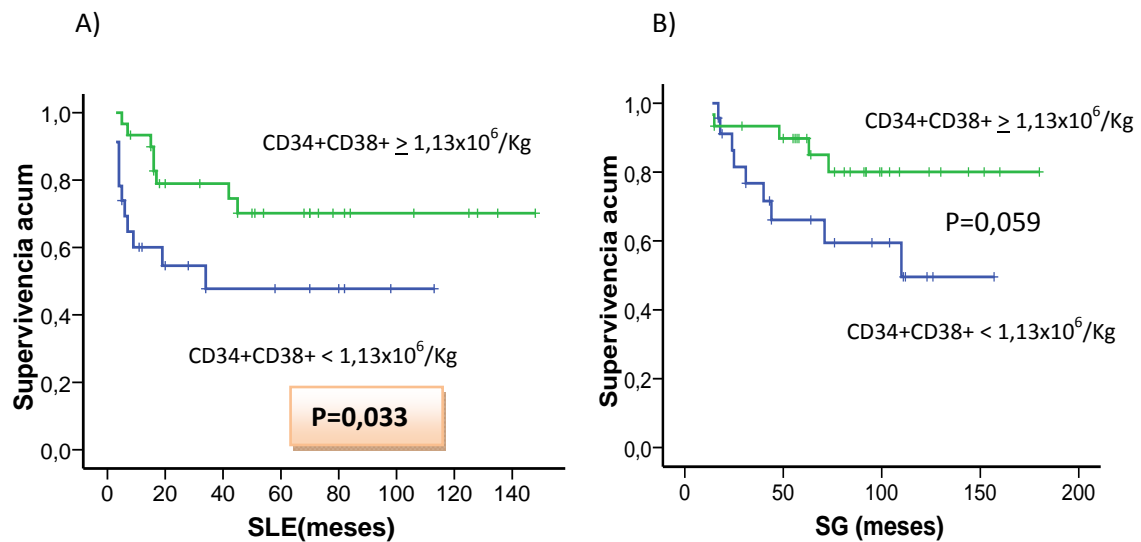 A)
Supervivencia acum
1,0
0,8
0,6
0,4
0,2
0,0
CD34+CD38+ ≥ 1,13x10⁶/Kg
CD34+CD38+ < 1,13x10⁶/Kg
P=0,033
0 20 40 60 80 100 120 140
SLE(meses)
B)
Supervivencia acum
1,0
0,8
0,6
0,4
0,2
0,0
CD34+CD38+ ≥ 1,13x10⁶/Kg
P=0,059
CD34+CD38+ < 1,13x10⁶/Kg
0 50 100 150 200
SG (meses)